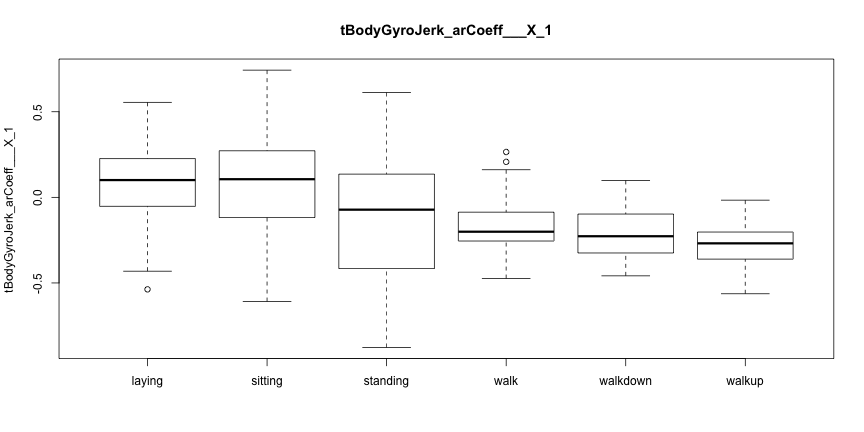 tBodyGyroJerk_arCoeff___X_1
tBodyGyroJerk_arCoeff___X_1
0.5
0.0
-0.5
laying sitting standing walk walkdown walkup